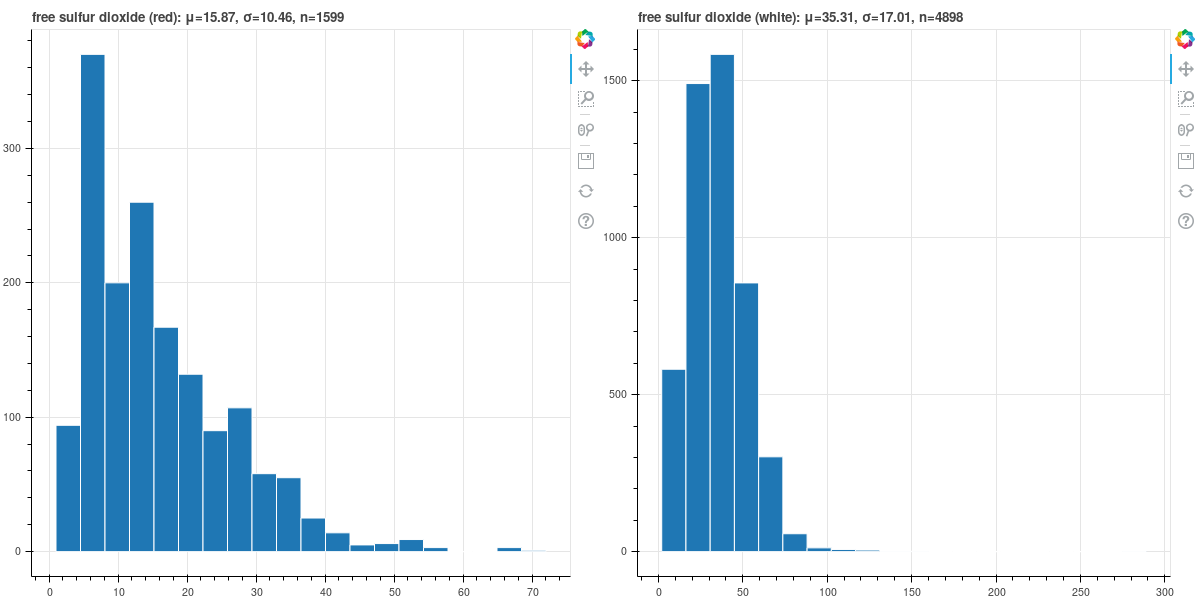 free sulfur dioxide (red): μ=15.87, σ=10.46, n=1599
300
200
100
0
0 10 20 30 40 50 60 70
free sulfur dioxide (white): μ=35.31, σ=17.01, n=4898
1500
1000
500
0
0 50 100 150 200 250 300